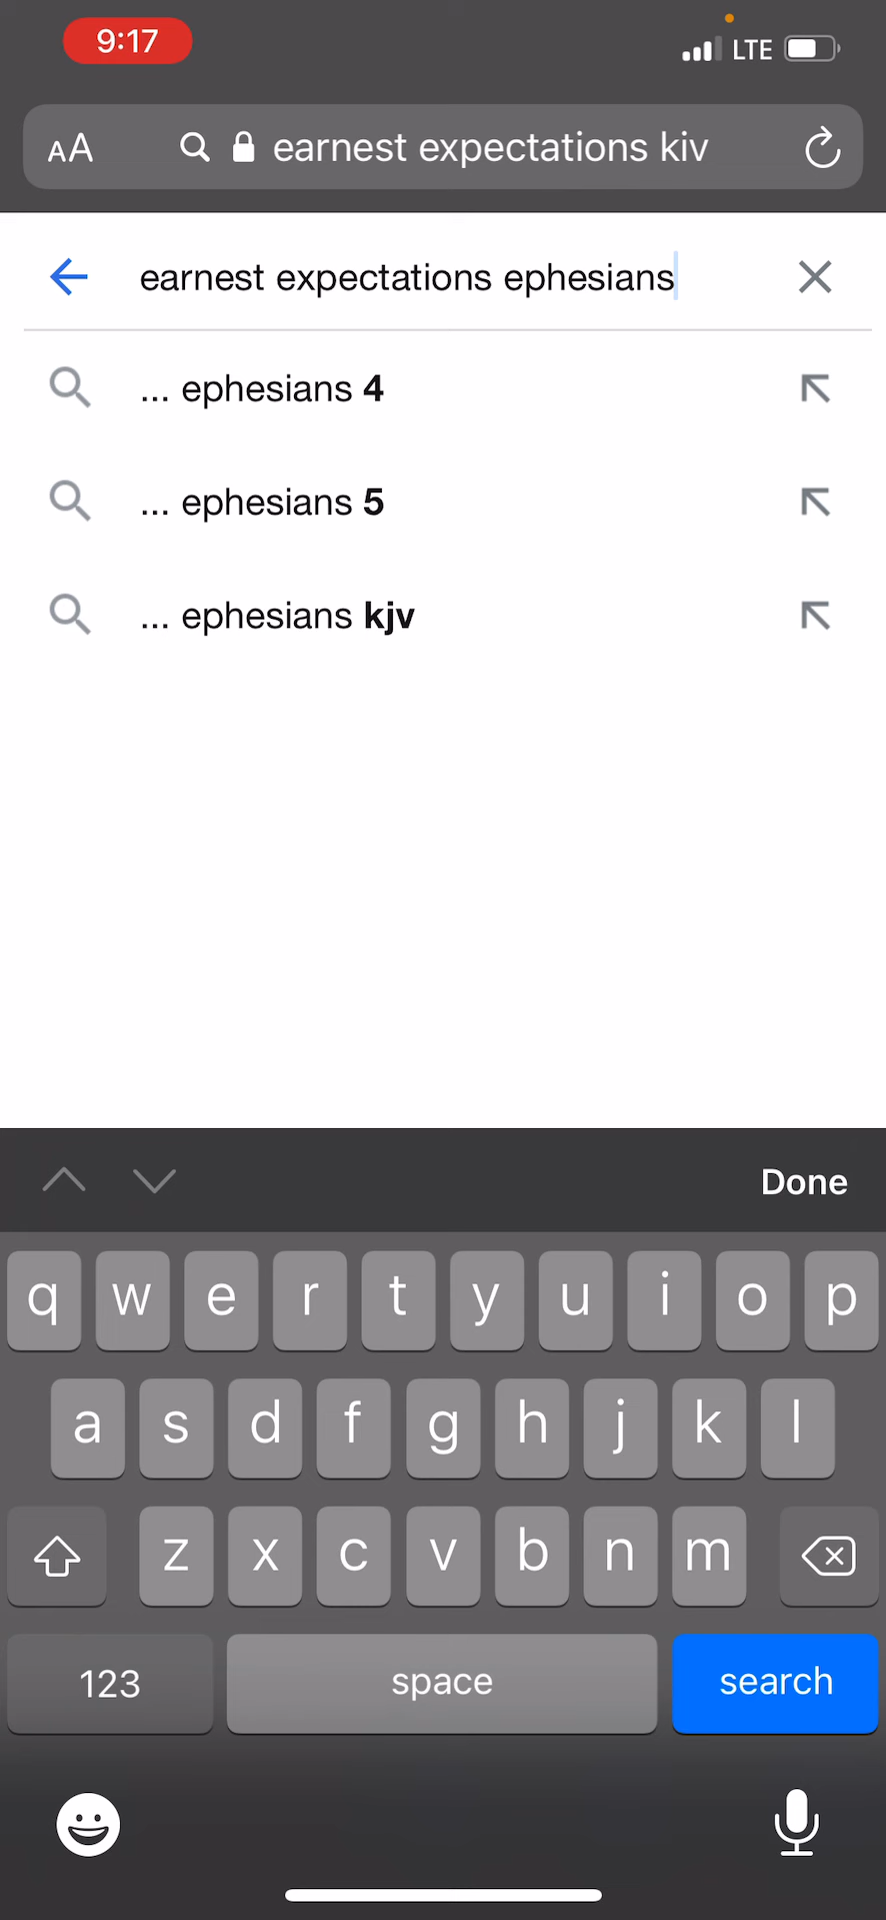 9:17
LTE
AA earnest expectations kiv
earnest expectations ephesians
... ephesians 4
... ephesians 5
... ephesians kjv
Done
q w e r t y u i o p
a s d f g h j k l
z x c v b n m
123 space search